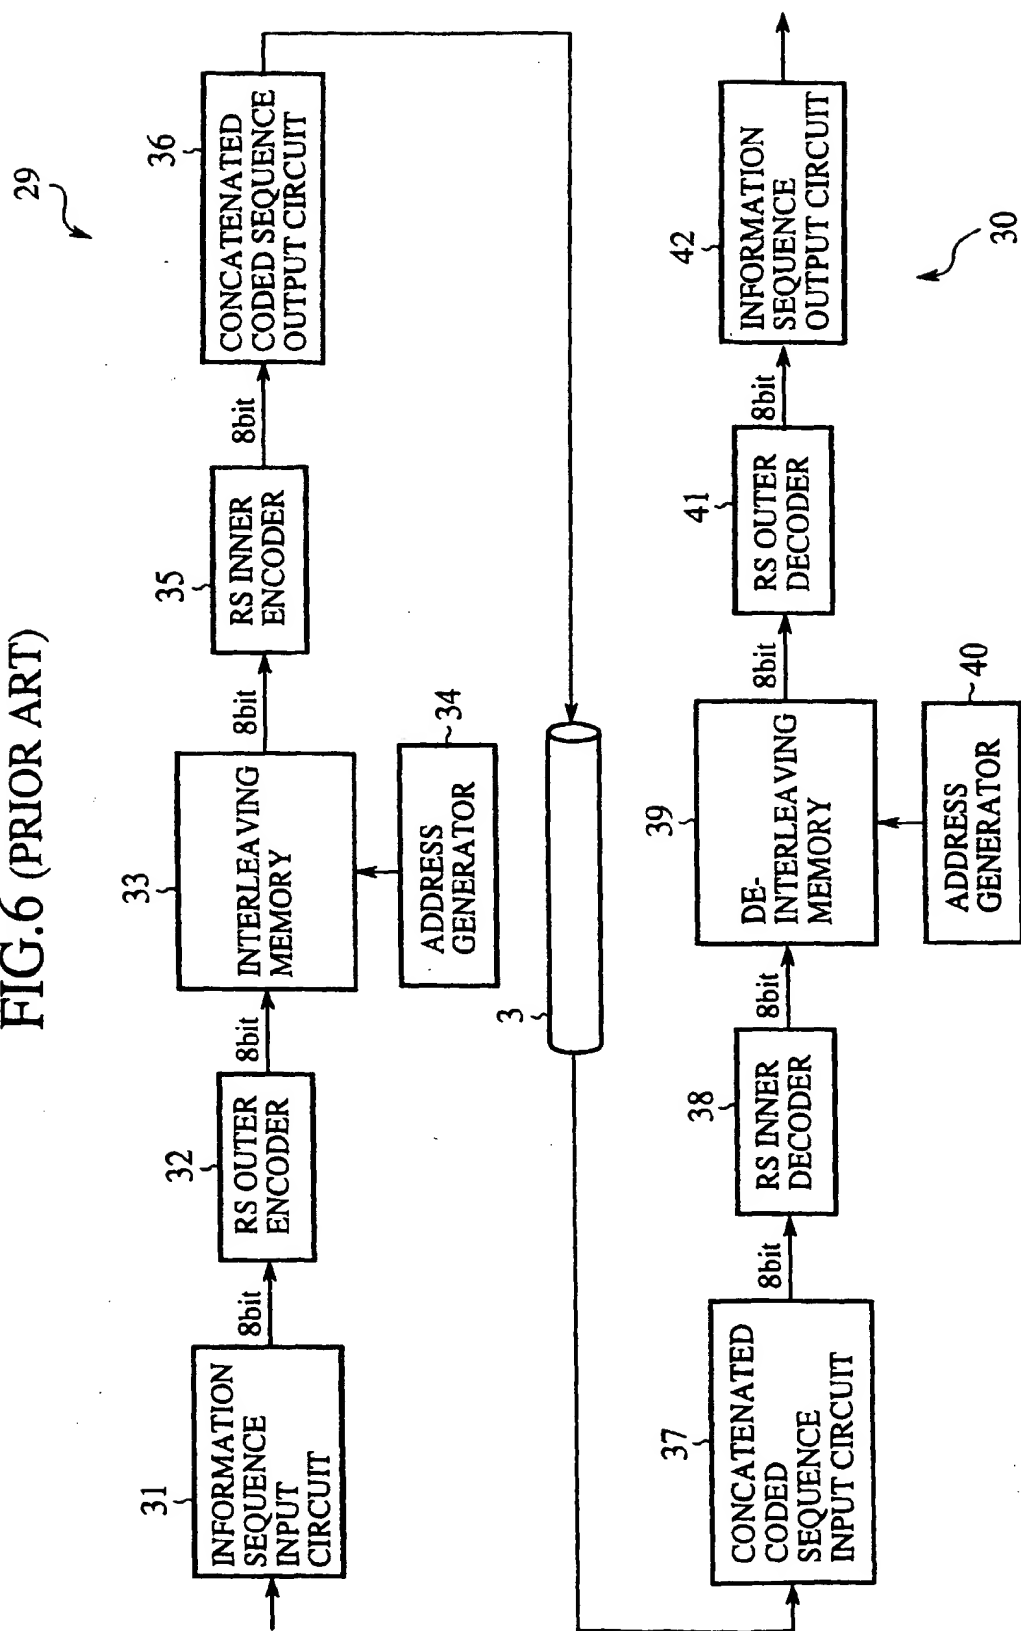 FIG.6 (PRIOR ART)
29
31
INFORMATION
SEQUENCE
INPUT
CIRCUIT
8bit
32
RS OUTER
ENCODER
8bit
33
INTERLEAVING
MEMORY
34
ADDRESS
GENERATOR
8bit
35
RS INNER
ENCODER
8bit
36
CONCATENATED
CODED SEQUENCE
OUTPUT CIRCUIT
3
37
CONCATENATED
CODED
SEQUENCE
INPUT CIRCUIT
8bit
38
RS INNER
DECODER
8bit
39
DE-
INTERLEAVING
MEMORY
40
ADDRESS
GENERATOR
8bit
41
RS OUTER
DECODER
8bit
42
INFORMATION
SEQUENCE
OUTPUT CIRCUIT
30